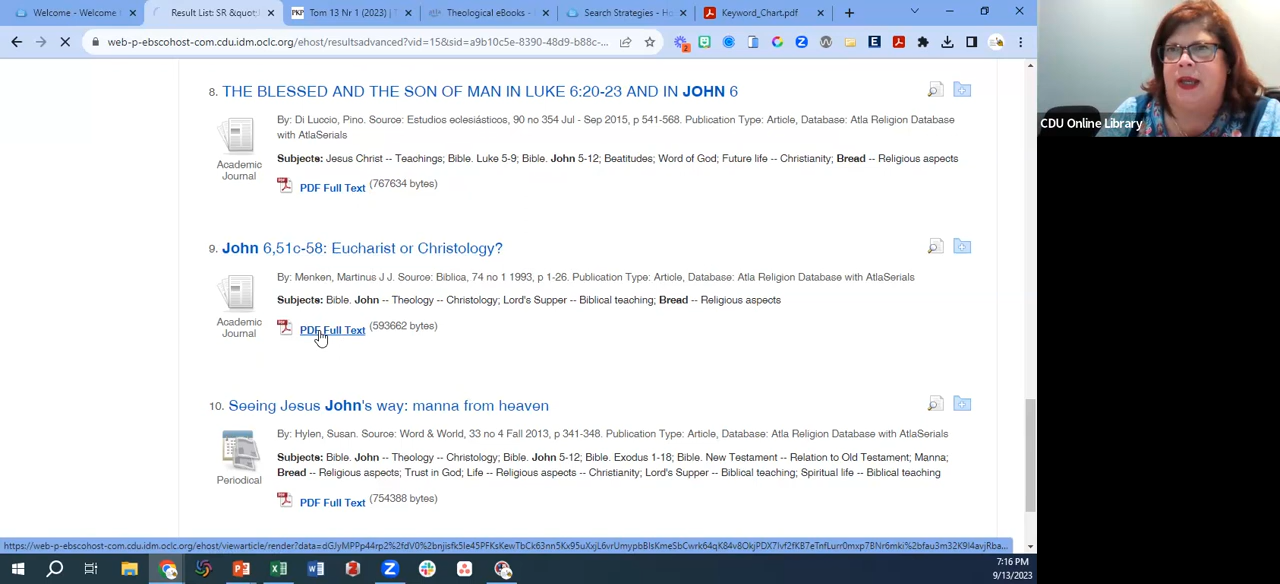 Welcome - Welcome
Result List: SR &quot;
PKP Tom 13 Nr 1 (2023) | T
Theological eBooks -
Search Strategies - Ho
Keyword_Chart.pdf
web-p-ebscohost-com.cdu.idm.oclc.org/ehost/resultsadvanced?vid=15&sid=a9b10c5e-8390-48d9-b88c-...
8. THE BLESSED AND THE SON OF MAN IN LUKE 6:20-23 AND IN JOHN 6
By: Di Luccio, Pino. Source: Estudios eclesiásticos, 90 no 354 Jul - Sep 2015, p 541-568. Publication Type: Article, Database: Atla Religion Database
with AtlaSerials
Academic
Journal
Subjects: Jesus Christ -- Teachings; Bible. Luke 5-9; Bible. John 5-12; Beatitudes; Word of God; Future life -- Christianity; Bread -- Religious aspects
PDF Full Text (767634 bytes)
9. John 6,51c-58: Eucharist or Christology?
By: Menken, Martinus J J. Source: Biblica, 74 no 1 1993, p 1-26. Publication Type: Article, Database: Atla Religion Database with AtlaSerials
Subjects: Bible. John -- Theology -- Christology; Lord's Supper -- Biblical teaching; Bread -- Religious aspects
Academic
Journal
PDF Full Text (593662 bytes)
10. Seeing Jesus John's way: manna from heaven
By: Hylen, Susan. Source: Word & World, 33 no 4 Fall 2013, p 341-348. Publication Type: Article, Database: Atla Religion Database with AtlaSerials
Subjects: Bible. John -- Theology -- Christology; Bible. John 5-12; Bible. Exodus 1-18; Bible. New Testament -- Relation to Old Testament; Manna;
Bread -- Religious aspects; Trust in God; Life -- Religious aspects -- Christianity; Lord's Supper -- Biblical teaching; Spiritual life -- Biblical teaching
Periodical
PDF Full Text (754388 bytes)
7:16 PM
9/13/2023
CDU Online Library